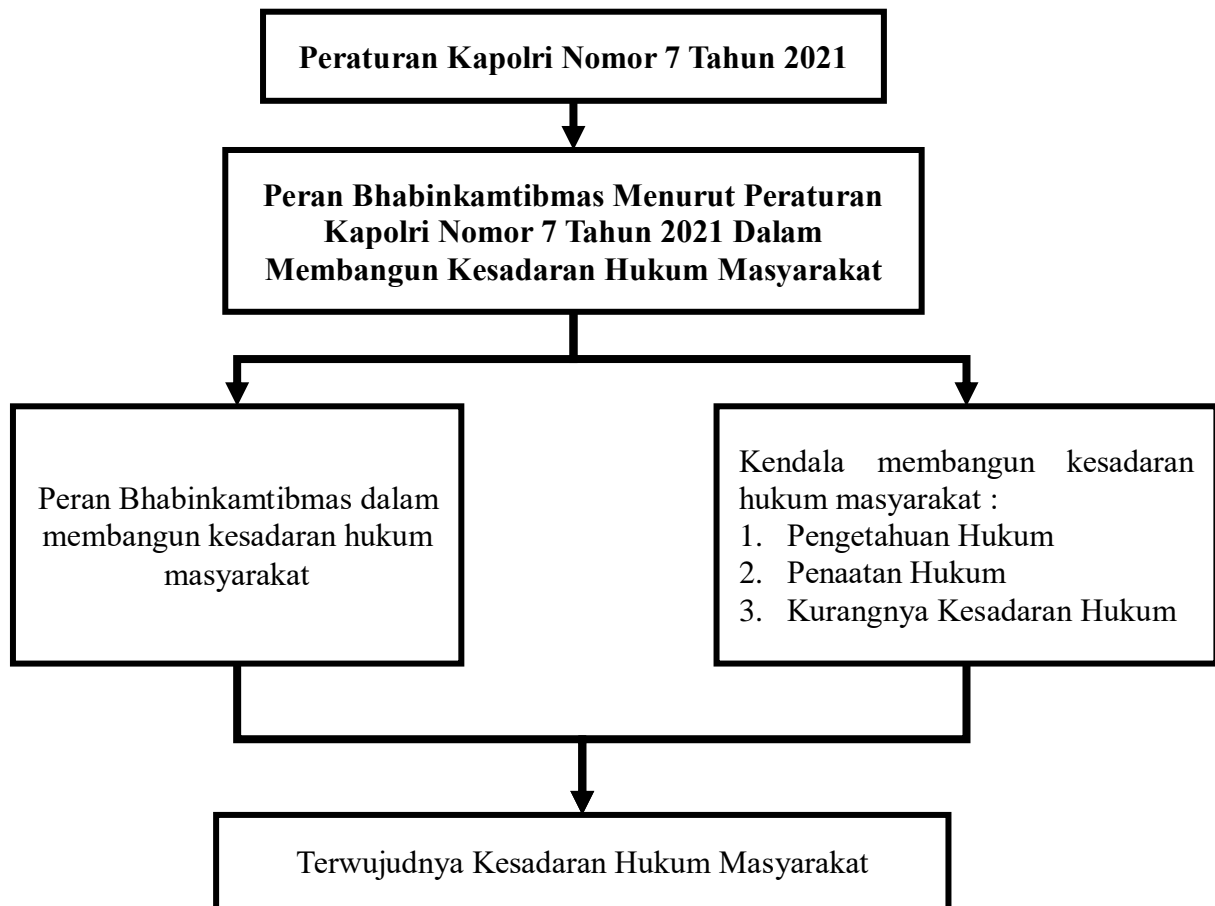 Peraturan Kapolri Nomor 7 Tahun 2021
Peran Bhabinkamtibmas Menurut Peraturan
Kapolri Nomor 7 Tahun 2021 Dalam
Membangun Kesadaran Hukum Masyarakat
Peran Bhabinkamtibmas dalam
membangun kesadaran hukum
masyarakat
Kendala membangun kesadaran
hukum masyarakat :
1. Pengetahuan Hukum
2. Penaatan Hukum
3. Kurangnya Kesadaran Hukum
Terwujudnya Kesadaran Hukum Masyarakat